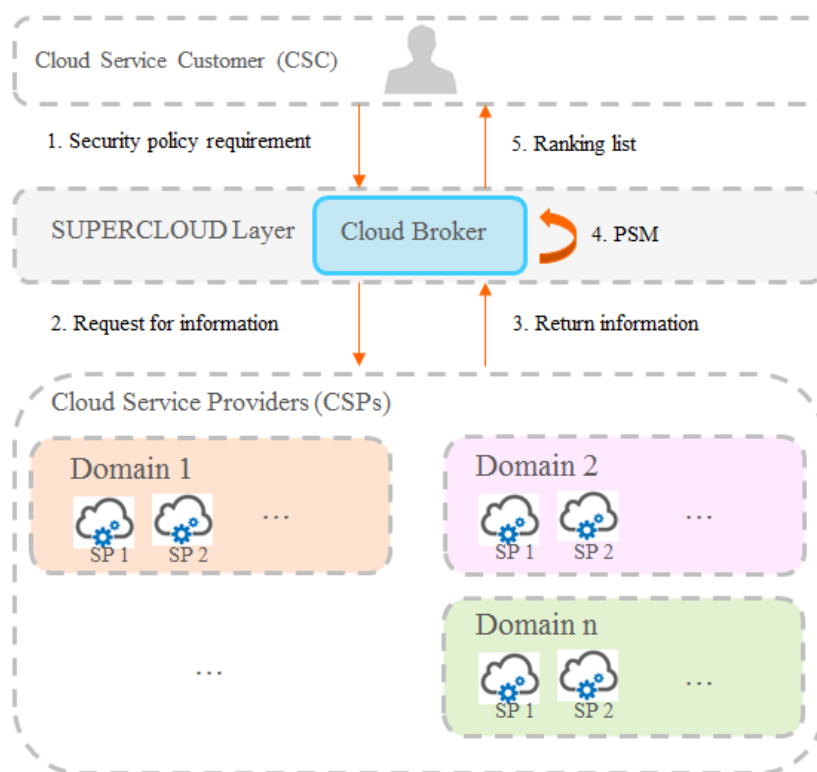 Cloud Service Customer (CSC)
1. Security policy requirement
5. Ranking list
SUPERCLOUD Layer
Cloud Broker
4. PSM
2. Request for information
3. Return information
Cloud Service Providers (CSPs)
Domain 1
SP 1
SP 2
...
Domain 2
SP 1
SP 2
...
...
Domain n
SP 1
SP 2
...